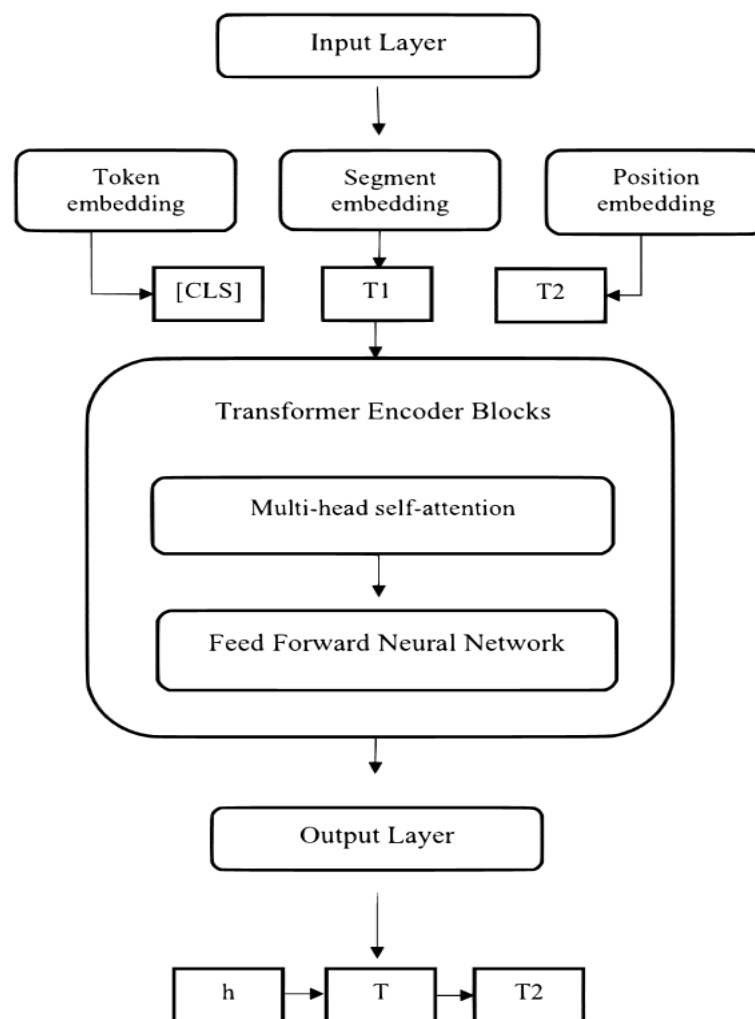 Input Layer
Token
embedding
Segment
embedding
Position
embedding
[CLS]
T1
T2
Transformer Encoder Blocks
Multi-head self-attention
Feed Forward Neural Network
Output Layer
h
T
T2